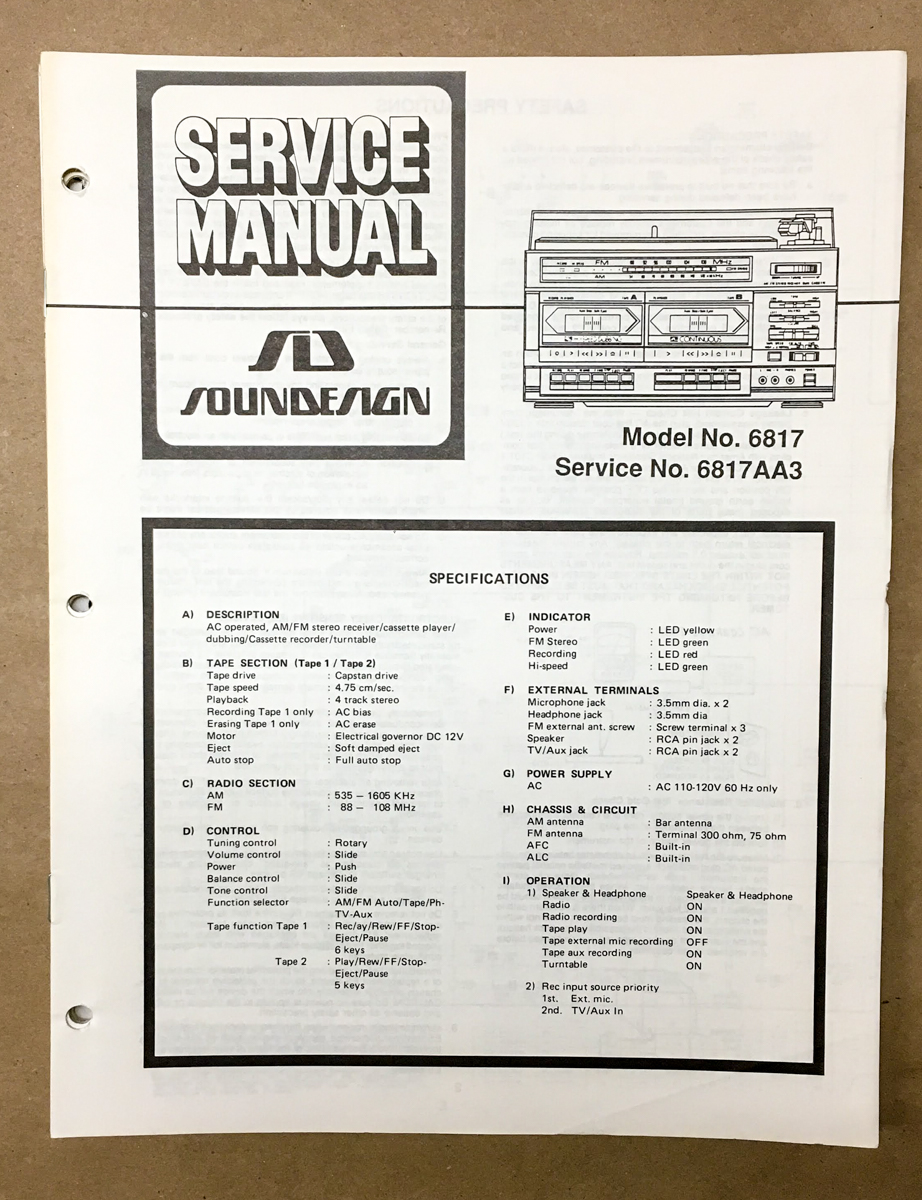 SERVICE
MANUAL
SD
SOUNDESIGN
FM MHz
AM
A B
CONTINUOUS
Model No. 6817
Service No. 6817AA3
SPECIFICATIONS
A) DESCRIPTION
AC operated, AM/FM stereo receiver/cassette player/
dubbing/Cassette recorder/turntable
B) TAPE SECTION (Tape 1 / Tape 2)
Tape drive : Capstan drive
Tape speed : 4.75 cm/sec.
Playback : 4 track stereo
Recording Tape 1 only : AC bias
Erasing Tape 1 only : AC erase
Motor : Electrical governor DC 12V
Eject : Soft damped eject
Auto stop : Full auto stop
C) RADIO SECTION
AM : 535 – 1605 KHz
FM : 88 – 108 MHz
D) CONTROL
Tuning control : Rotary
Volume control : Slide
Power : Push
Balance control : Slide
Tone control : Slide
Function selector : AM/FM Auto/Tape/Ph-
TV-Aux
Tape function Tape 1 : Rec/ay/Rew/FF/Stop-
Eject/Pause
6 keys
Tape 2 : Play/Rew/FF/Stop-
Eject/Pause
5 keys
E) INDICATOR
Power : LED yellow
FM Stereo : LED green
Recording : LED red
Hi-speed : LED green
F) EXTERNAL TERMINALS
Microphone jack : 3.5mm dia. x 2
Headphone jack : 3.5mm dia
FM external ant. screw : Screw terminal x 3
Speaker : RCA pin jack x 2
TV/Aux jack : RCA pin jack x 2
G) POWER SUPPLY
AC : AC 110-120V 60 Hz only
H) CHASSIS & CIRCUIT
AM antenna : Bar antenna
FM antenna : Terminal 300 ohm, 75 ohm
AFC : Built-in
ALC : Built-in
I) OPERATION
1) Speaker & Headphone Speaker & Headphone
Radio ON
Radio recording ON
Tape play ON
Tape external mic recording OFF
Tape aux recording ON
Turntable ON
2) Rec input source priority
1st. Ext. mic.
2nd. TV/Aux In